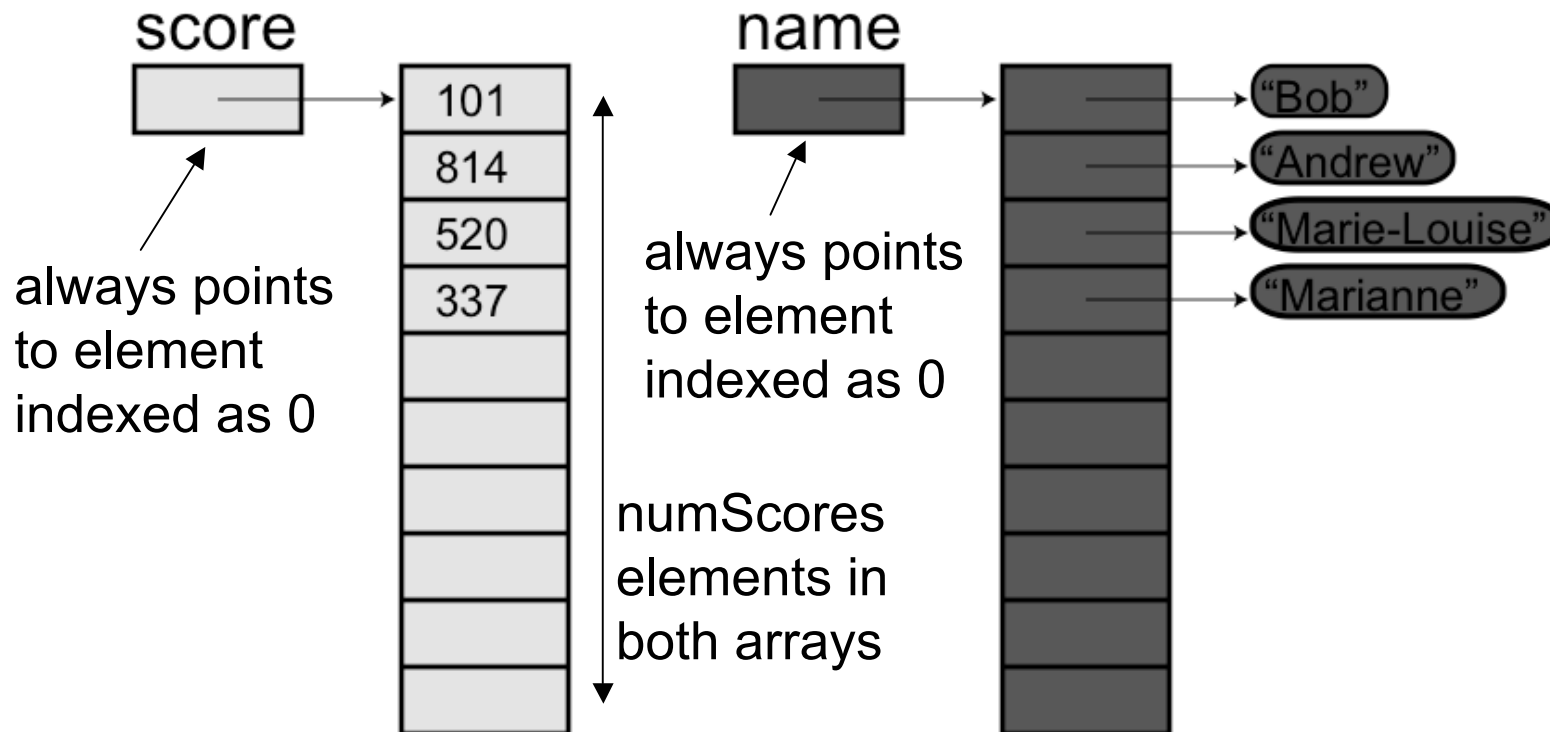 score
name
101
814
520
337
“Bob”
“Andrew”
“Marie-Louise”
“Marianne”
always points
to element
indexed as 0
always points
to element
indexed as 0
numScores
elements in
both arrays